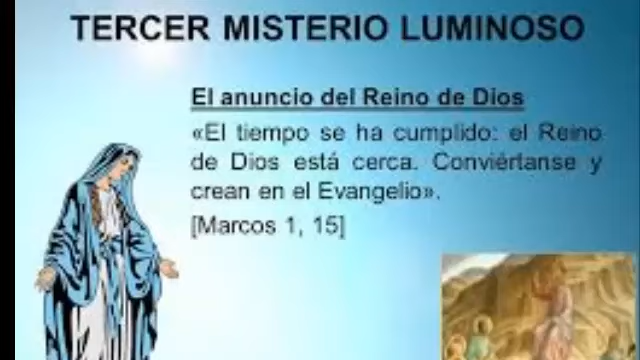 TERCER MISTERIO LUMINOSO
El anuncio del Reino de Dios
«El tiempo se ha cumplido: el Reino
de Dios está cerca. Conviértanse y
crean en el Evangelio».
[Marcos 1, 15]